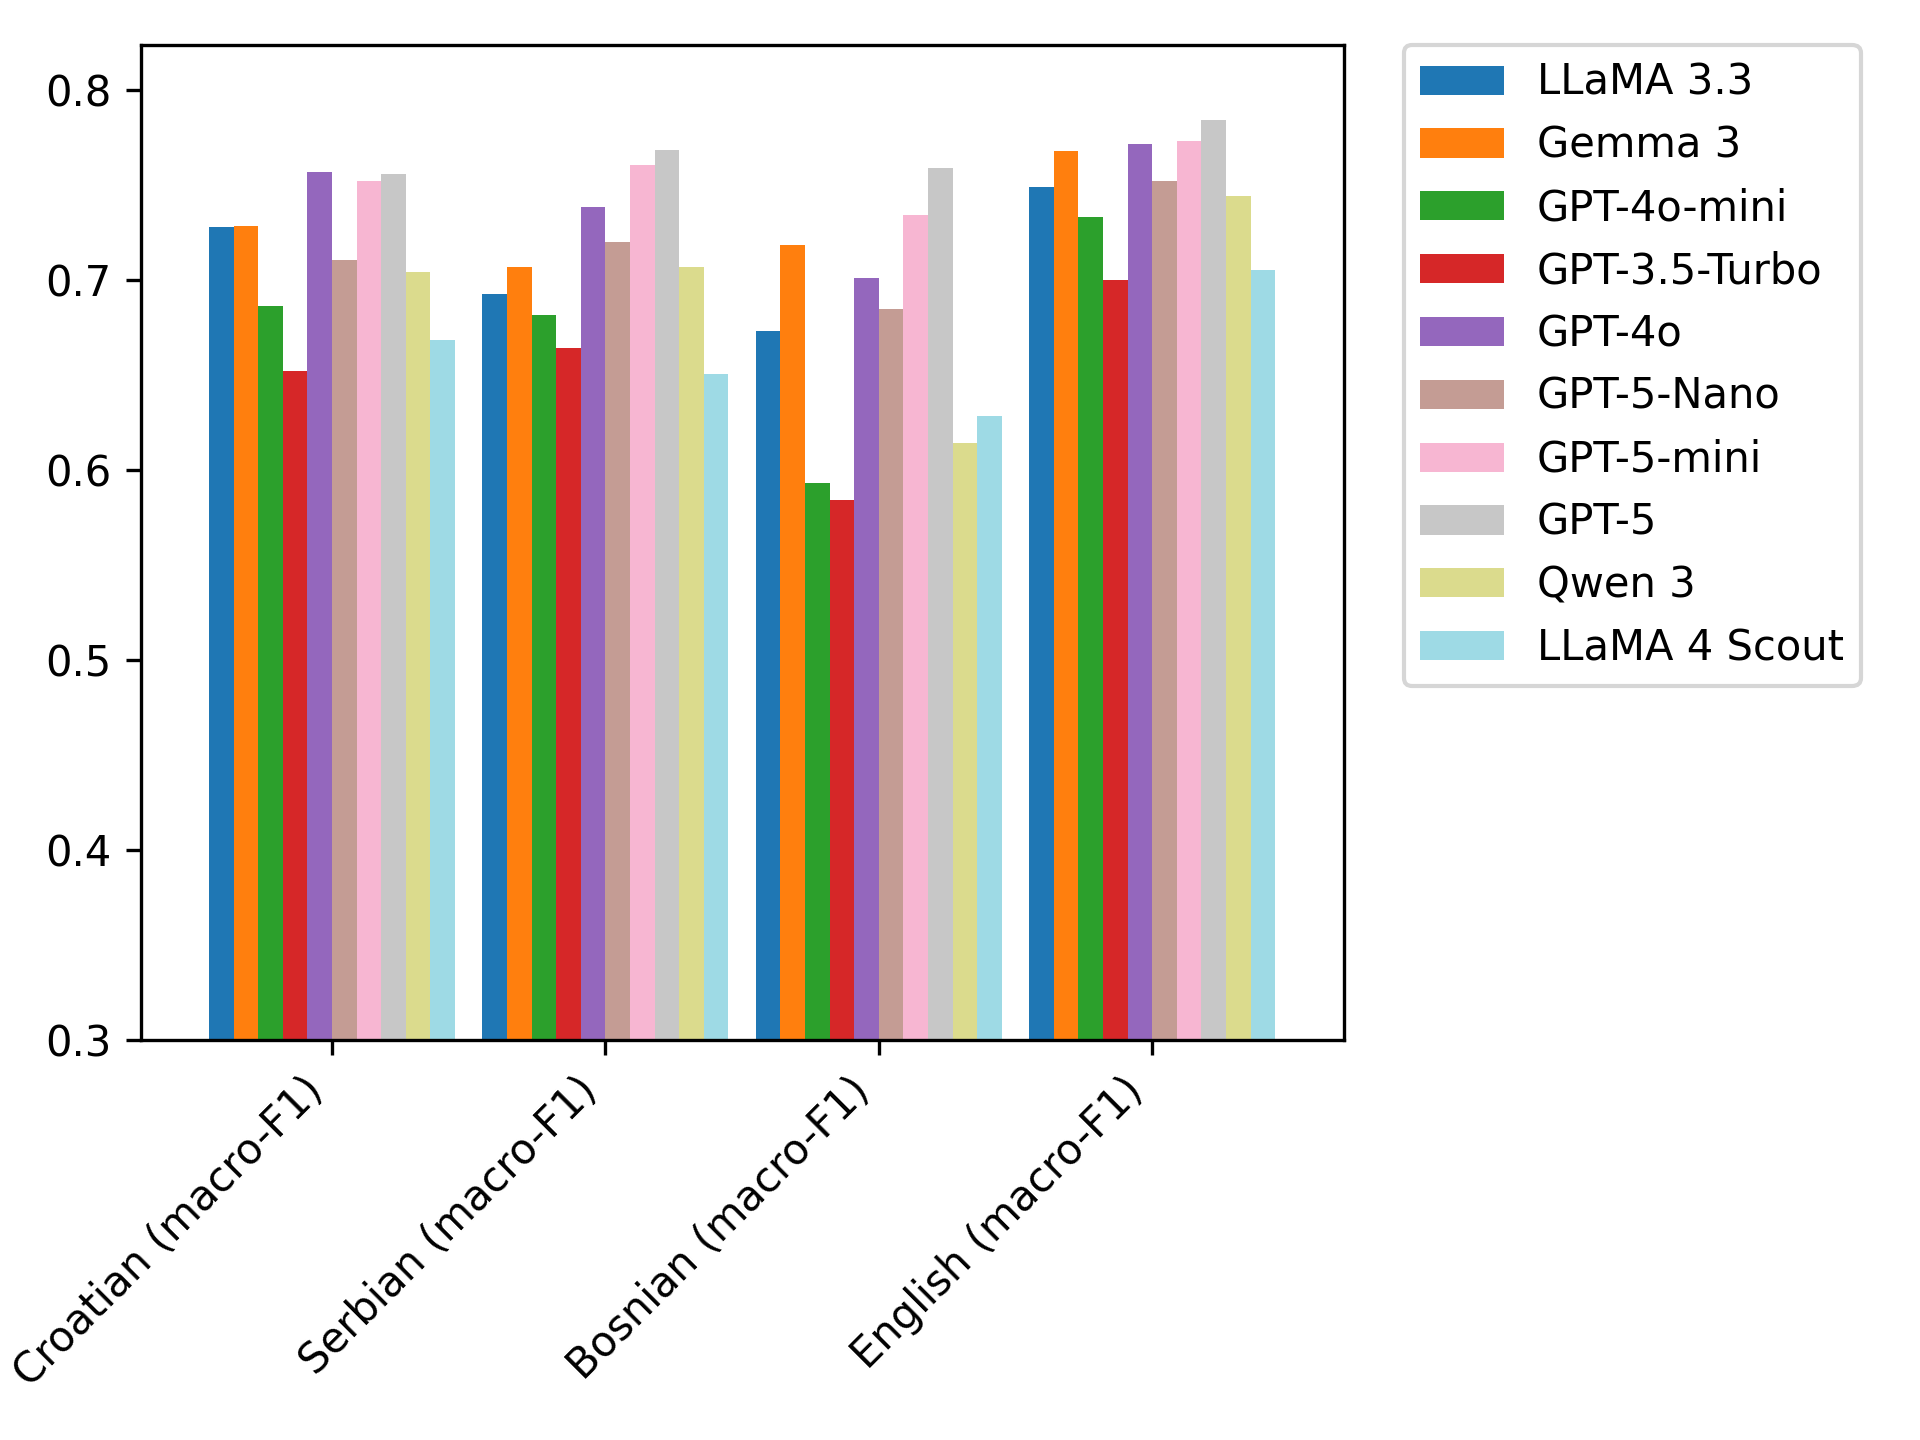 0.8
0.7
0.6
0.5
0.4
0.3
Croatian (macro-F1)
Serbian (macro-F1)
Bosnian (macro-F1)
English (macro-F1)
LLaMA 3.3
Gemma 3
GPT-4o-mini
GPT-3.5-Turbo
GPT-4o
GPT-5-Nano
GPT-5-mini
GPT-5
Qwen 3
LLaMA 4 Scout